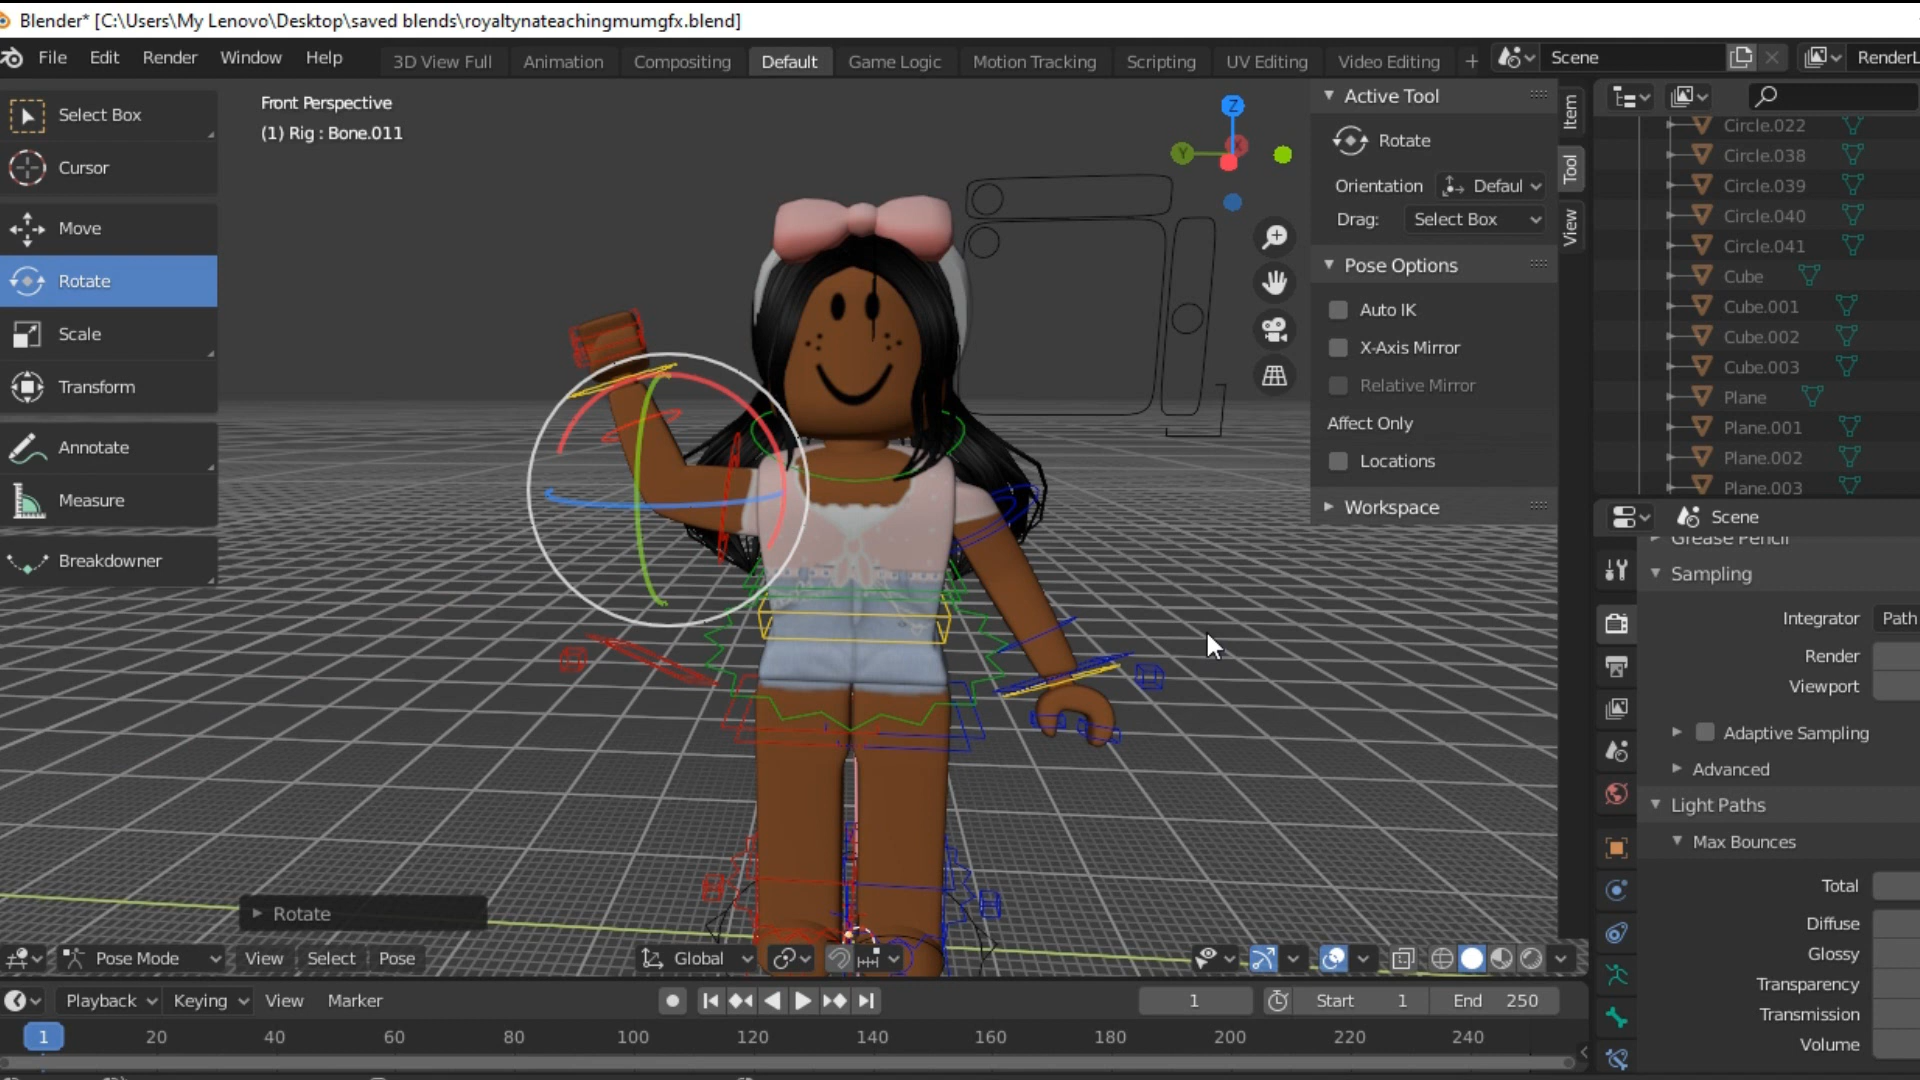 Blender* [C:\Users\My Lenovo\Desktop\saved blends\royaltynateachingmumgfx.blend]
File Edit Render Window Help 3D View Full Animation Compositing Default Game Logic Motion Tracking Scripting UV Editing Video Editing + Scene RenderL
Select Box
Cursor
Move
Rotate
Scale
Transform
Annotate
Measure
Breakdowner
Front Perspective
(1) Rig : Bone.011
Z
Y
X
Active Tool
Rotate
Orientation Defaul
Drag: Select Box
Pose Options
Auto IK
X-Axis Mirror
Relative Mirror
Affect Only
Locations
Workspace
Item
Tool
View
Circle.022
Circle.038
Circle.039
Circle.040
Circle.041
Cube
Cube.001
Cube.002
Cube.003
Plane
Plane.001
Plane.002
Plane.003
Scene
Grease Pencil
Sampling
Integrator Path
Render
Viewport
Adaptive Sampling
Advanced
Light Paths
Max Bounces
Total
Diffuse
Glossy
Transparency
Transmission
Volume
Rotate
Pose Mode View Select Pose Global
Playback Keying View Marker 1 Start 1 End 250
1 20 40 60 80 100 120 140 160 180 200 220 240